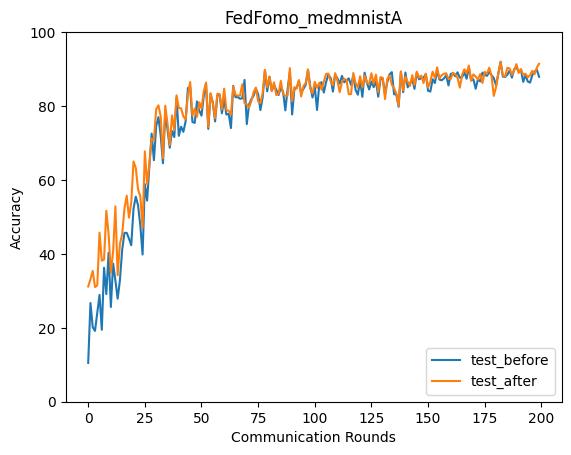 FedFomo_medmnistA
100
80
60
40
20
0
Accuracy
0 25 50 75 100 125 150 175 200
Communication Rounds
test_before
test_after